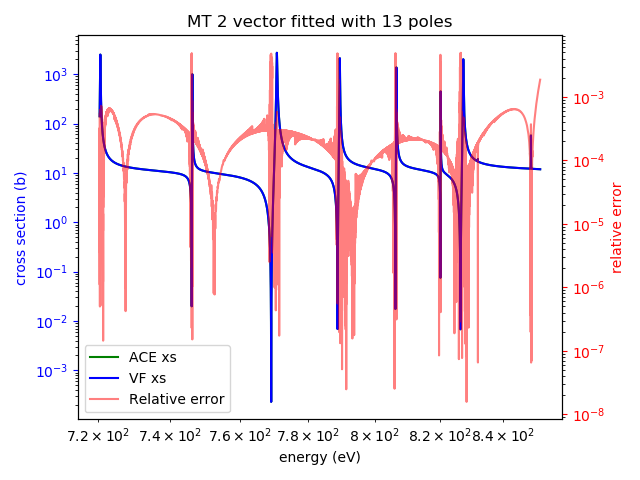 MT 2 vector fitted with 13 poles
cross section (b)
10³
10²
10¹
10⁰
10⁻¹
10⁻²
10⁻³
relative error
10⁻³
10⁻⁴
10⁻⁵
10⁻⁶
10⁻⁷
10⁻⁸
ACE xs
VF xs
Relative error
7.2 × 10² 7.4 × 10² 7.6 × 10² 7.8 × 10² 8 × 10² 8.2 × 10² 8.4 × 10²
energy (eV)